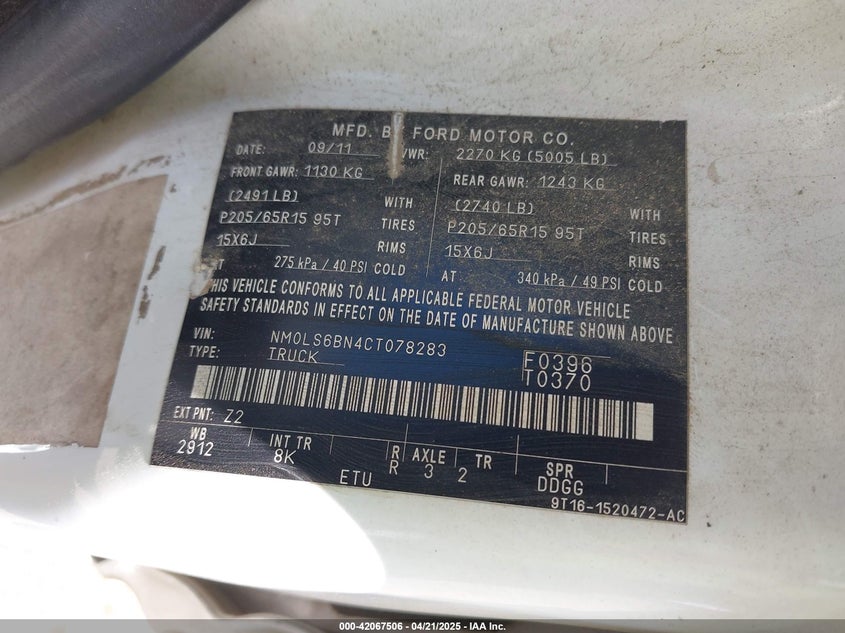 MFD. BY FORD MOTOR CO.
DATE: 09/11 VWR: 2270 KG (5005 LB)
FRONT GAWR: 1130 KG REAR GAWR: 1243 KG
(2491 LB) WITH (2740 LB) WITH
P205/65R15 95T TIRES P205/65R15 95T TIRES
15X6J RIMS 15X6J RIMS
AT 275 kPa / 40 PSI COLD AT 340 kPa / 49 PSI COLD
THIS VEHICLE CONFORMS TO ALL APPLICABLE FEDERAL MOTOR VEHICLE
SAFETY STANDARDS IN EFFECT ON THE DATE OF MANUFACTURE SHOWN ABOVE
VIN: NM0LS6BN4CT078283 F0396
TYPE: TRUCK T0370
EXT PNT: Z2
WB INT TR R AXLE TR SPR
2912 8K R 3 2 DDGG
ETU 9T16-1520472-AC
000-42067506 - 04/21/2025 - IAA Inc.